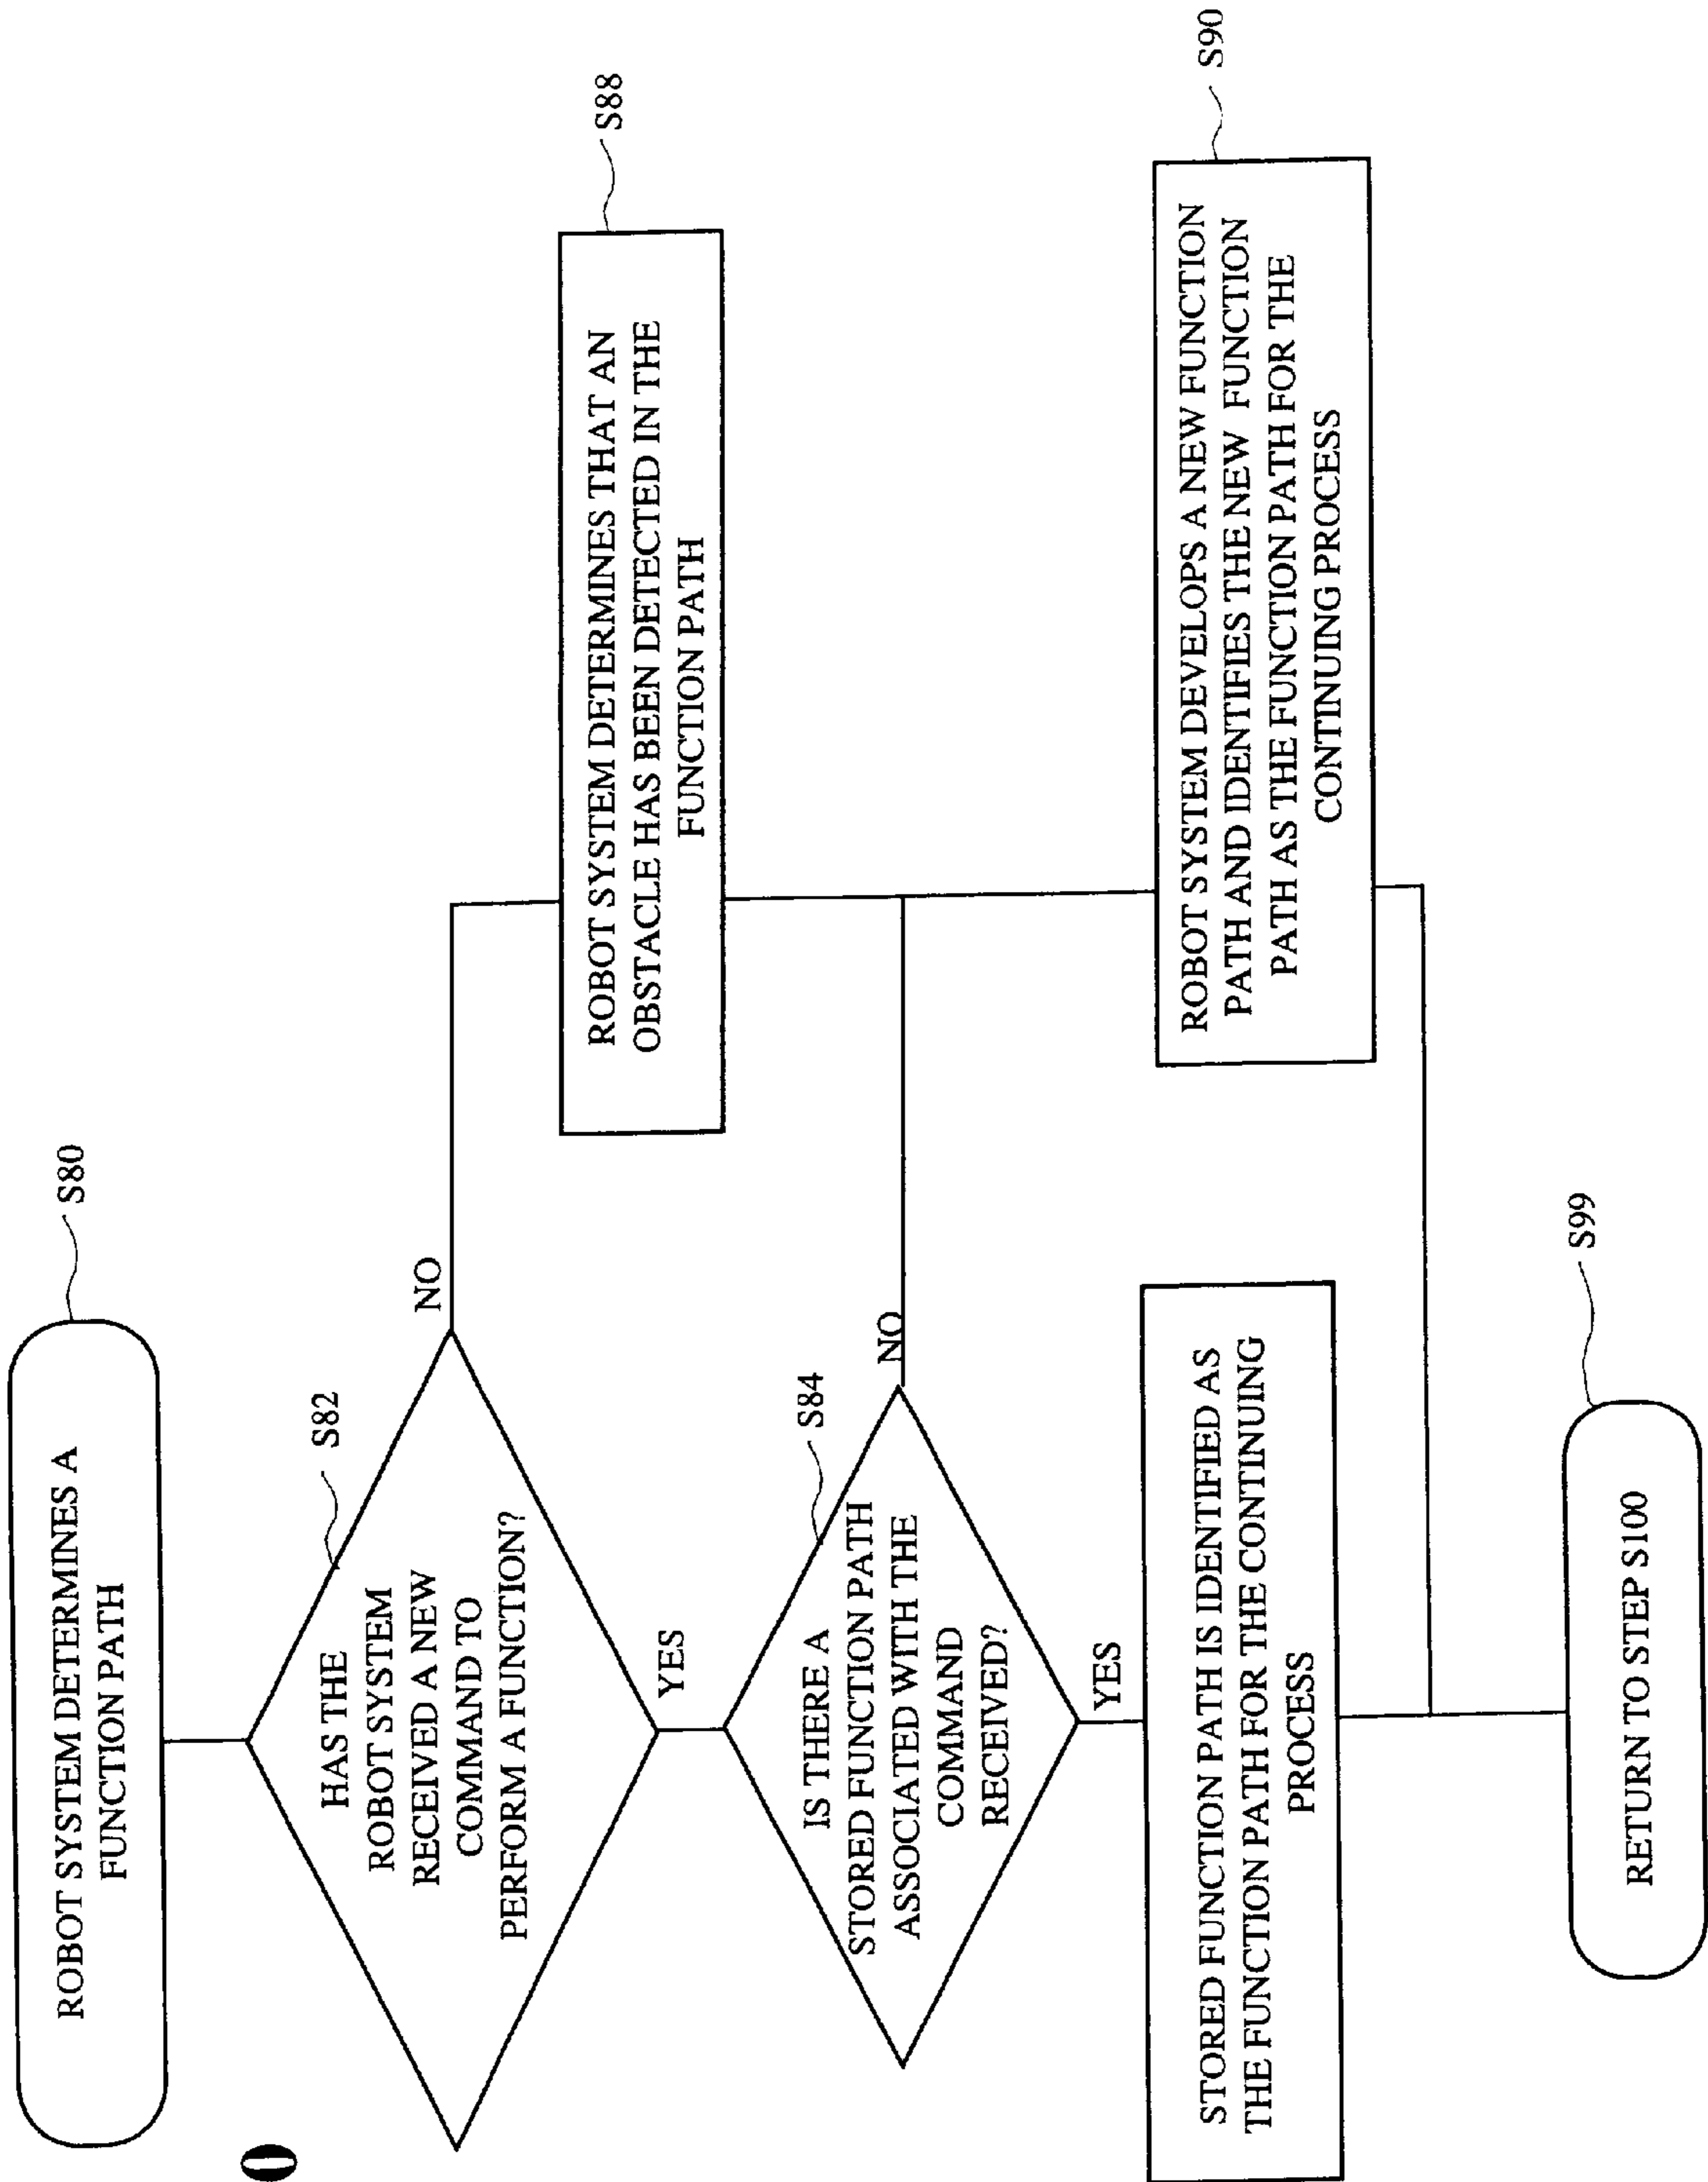 ROBOT SYSTEM DETERMINES A
FUNCTION PATH
S80
HAS THE
ROBOT SYSTEM
RECEIVED A NEW
COMMAND TO
PERFORM A FUNCTION?
S82
NO
YES
ROBOT SYSTEM DETERMINES THAT AN
OBSTACLE HAS BEEN DETECTED IN THE
FUNCTION PATH
S88
IS THERE A
STORED FUNCTION PATH
ASSOCIATED WITH THE
COMMAND
RECEIVED?
S84
NO
YES
STORED FUNCTION PATH IS IDENTIFIED AS
THE FUNCTION PATH FOR THE CONTINUING
PROCESS
ROBOT SYSTEM DEVELOPS A NEW FUNCTION
PATH AND IDENTIFIES THE NEW FUNCTION
PATH AS THE FUNCTION PATH FOR THE
CONTINUING PROCESS
S90
RETURN TO STEP S100
S99